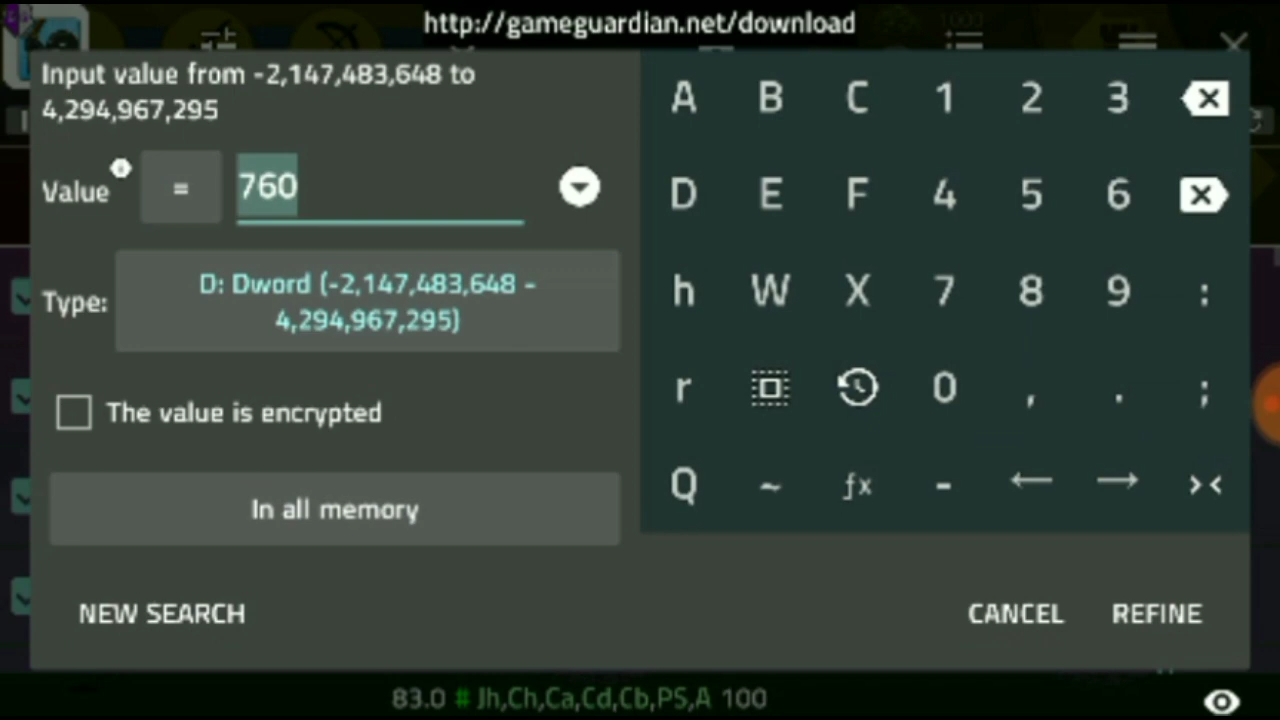 http://gameguardian.net/download
Input value from -2,147,483,648 to
4,294,967,295
Value = 760
Type: D: Dword (-2,147,483,648 -
4,294,967,295)
The value is encrypted
In all memory
NEW SEARCH CANCEL REFINE
A B C 1 2 3
D E F 4 5 6
h W X 7 8 9 :
r 0 , . ;
Q ~ ƒx - ← → ><
83.0 # Jh,Ch,Ca,Cd,Cb,PS,A 100